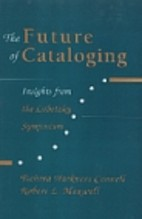 The
Future
of Cataloging
Insights from
the Lubetzky
Symposium
Tschera Harkness Connell
Robert L. Maxwell